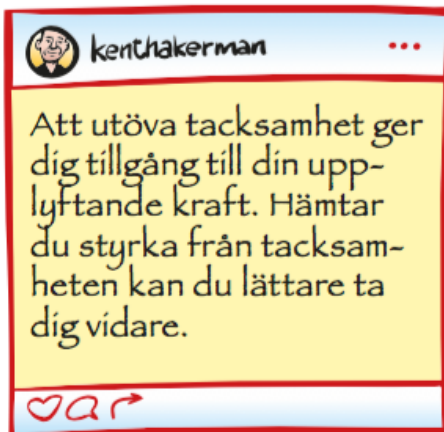 kenthakerman
Att utöva tacksamhet ger
dig tillgång till din upp-
lyftande kraft. Hämtar
du styrka från tacksam-
heten kan du lättare ta
dig vidare.